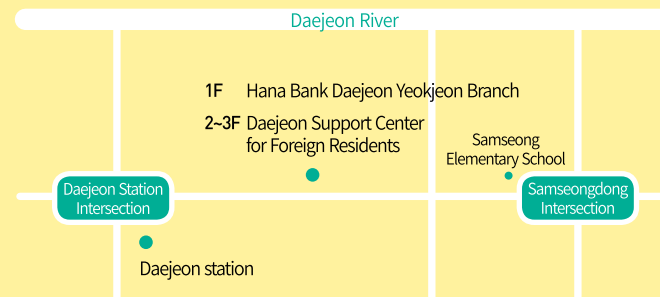 Daejeon River
1F Hana Bank Daejeon Yeokjeon Branch
2~3F Daejeon Support Center
for Foreign Residents
Samseong
Elementary School
Daejeon Station
Intersection
Samseongdong
Intersection
Daejeon station